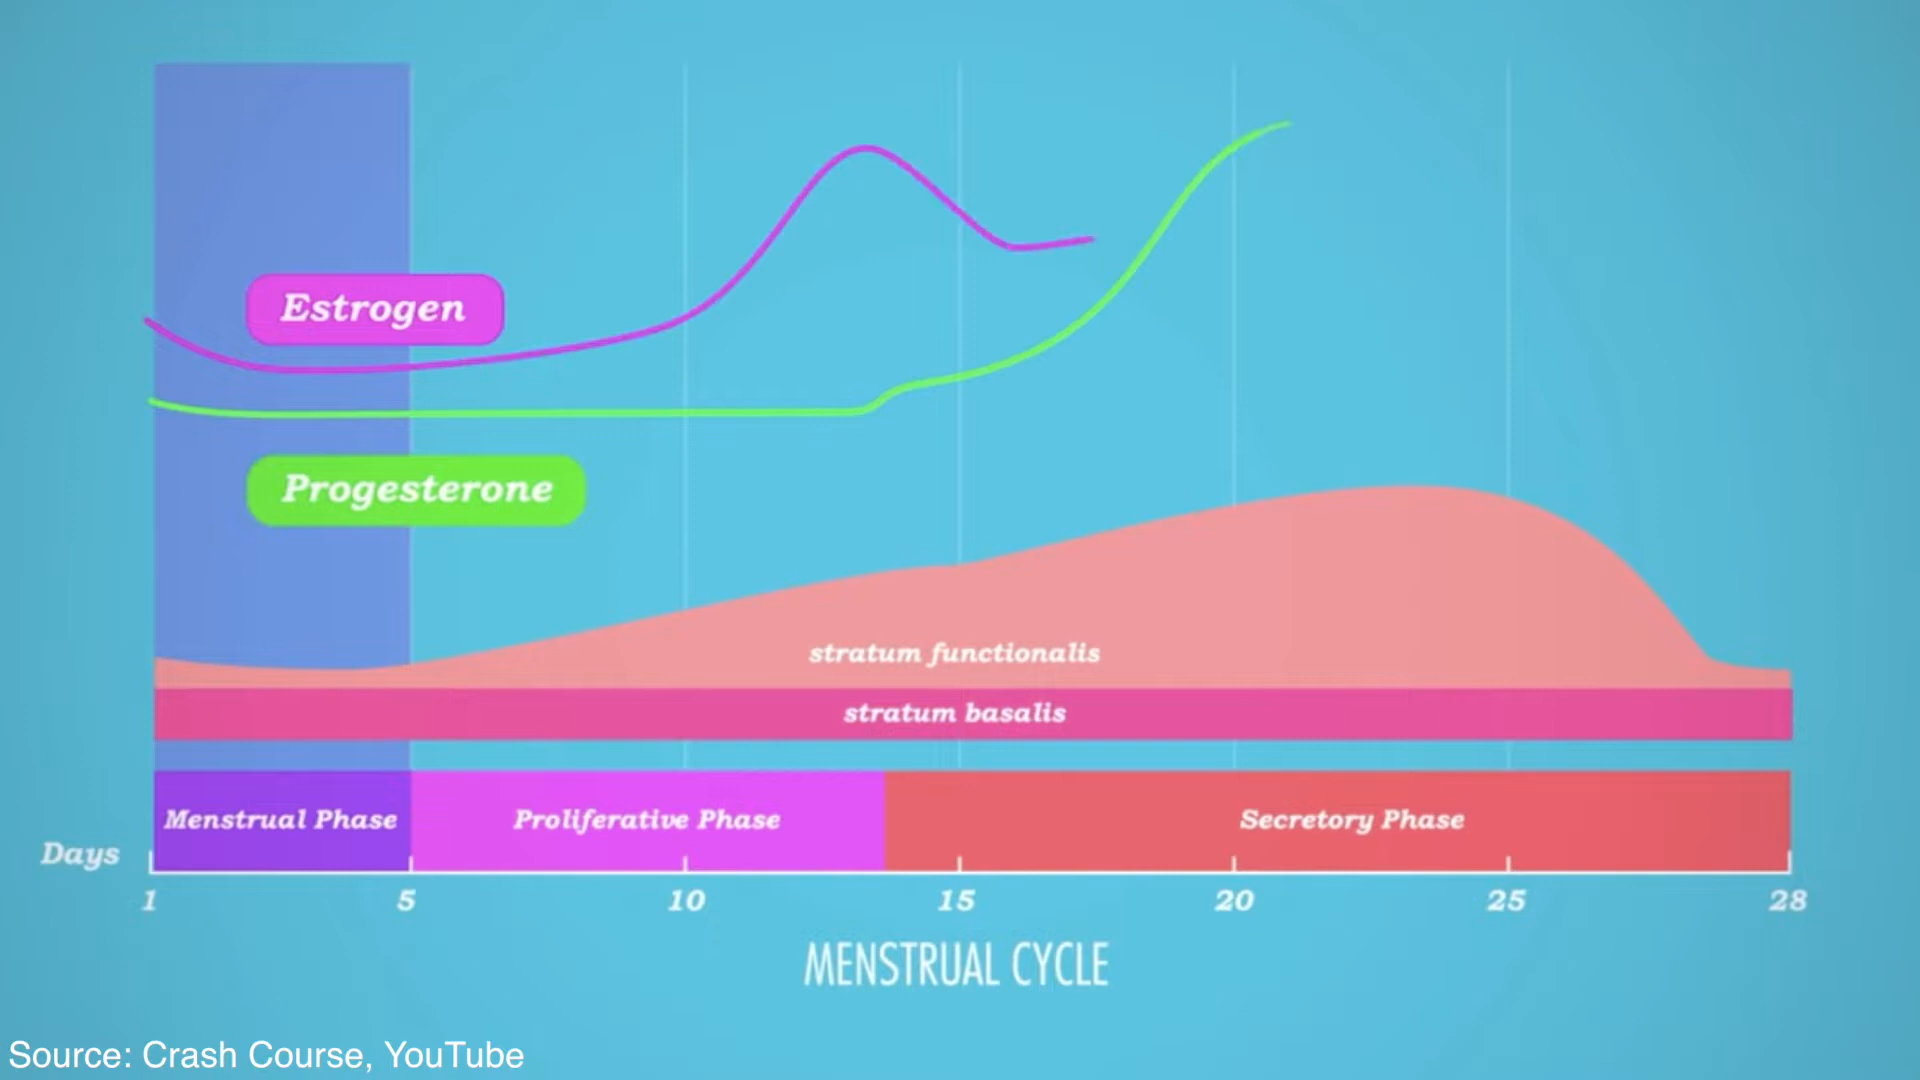 Estrogen
Progesterone
stratum functionalis
stratum basalis
Menstrual Phase Proliferative Phase Secretory Phase
Days
1 5 10 15 20 25 28
MENSTRUAL CYCLE
Source: Crash Course, YouTube